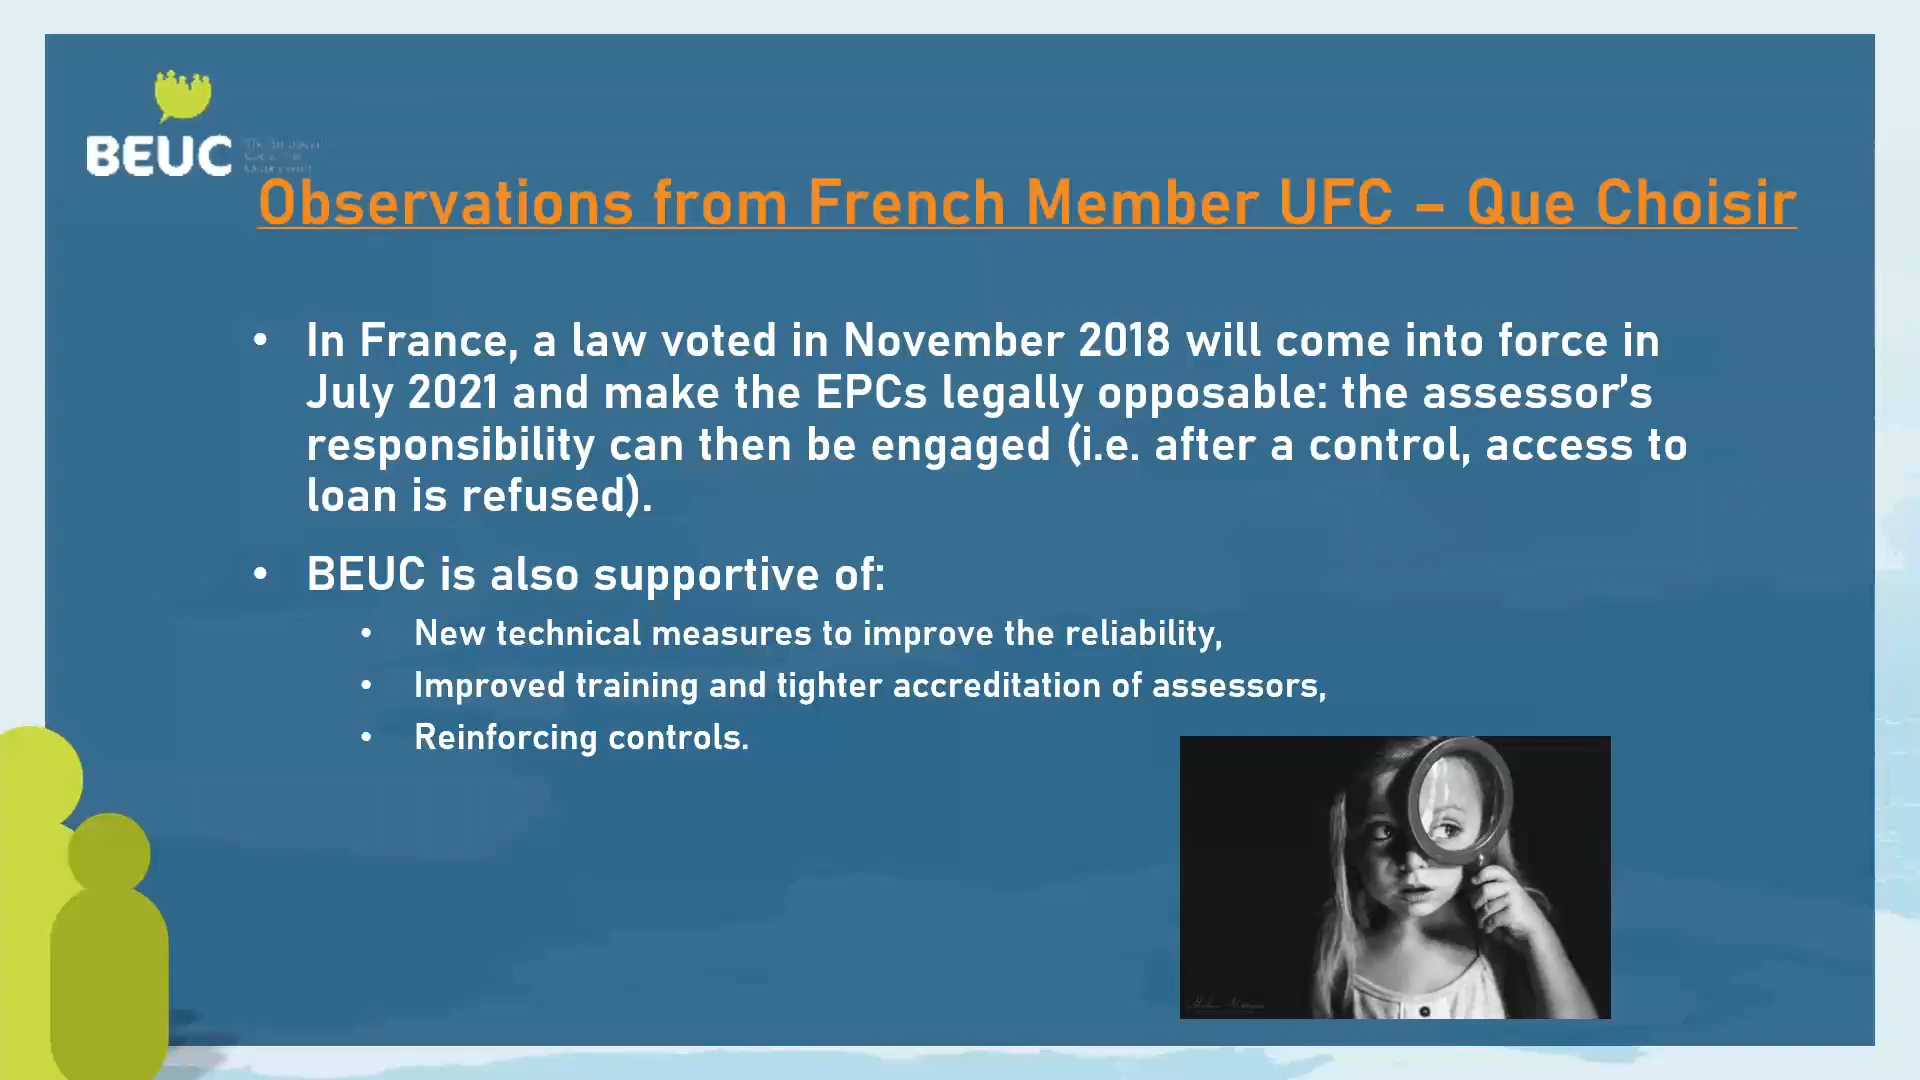 BEUC
Observations from French Member UFC – Que Choisir
• In France, a law voted in November 2018 will come into force in
July 2021 and make the EPCs legally opposable: the assessor's
responsibility can then be engaged (i.e. after a control, access to
loan is refused).
• BEUC is also supportive of:
• New technical measures to improve the reliability,
• Improved training and tighter accreditation of assessors,
• Reinforcing controls.